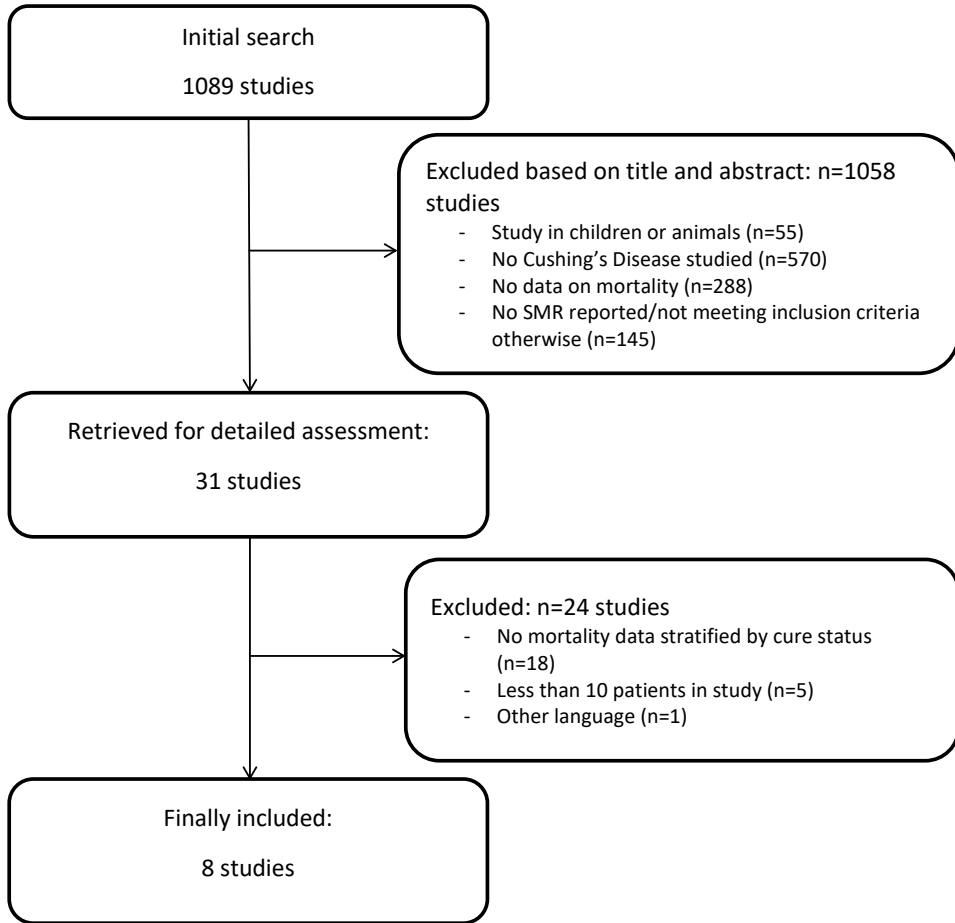 Initial search
1089 studies
Excluded based on title and abstract: n=1058
studies
- Study in children or animals (n=55)
- No Cushing’s Disease studied (n=570)
- No data on mortality (n=288)
- No SMR reported/not meeting inclusion criteria
otherwise (n=145)
Retrieved for detailed assessment:
31 studies
Excluded: n=24 studies
- No mortality data stratified by cure status
(n=18)
- Less than 10 patients in study (n=5)
- Other language (n=1)
Finally included:
8 studies